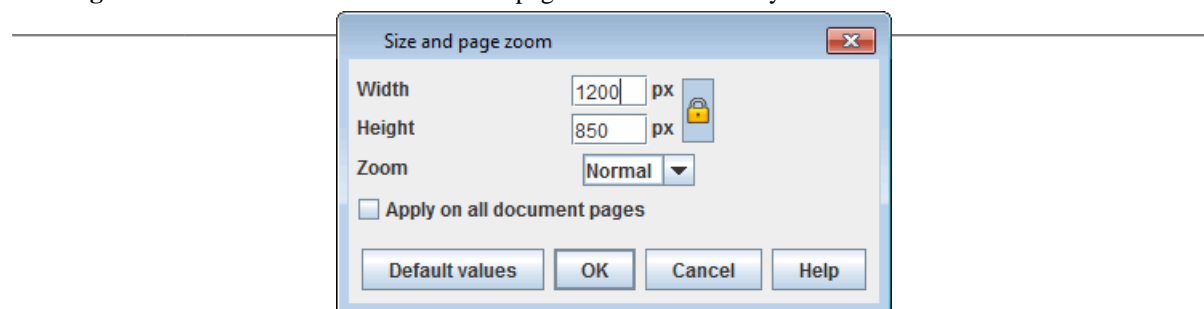 Size and page zoom
Width 1200 px
Height 850 px
Zoom Normal
Apply on all document pages
Default values OK Cancel Help